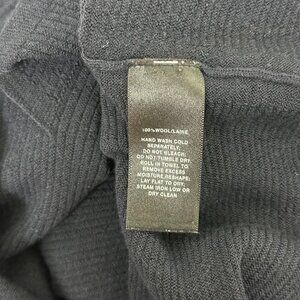 100% WOOL/LAINE
HAND WASH COLD
SEPARATELY.
DO NOT BLEACH.
DO NOT TUMBLE DRY.
ROLL IN TOWEL TO
REMOVE EXCESS
MOISTURE.RESHAPE;
LAY FLAT TO DRY.
STEAM IRON LOW OR
DRY CLEAN